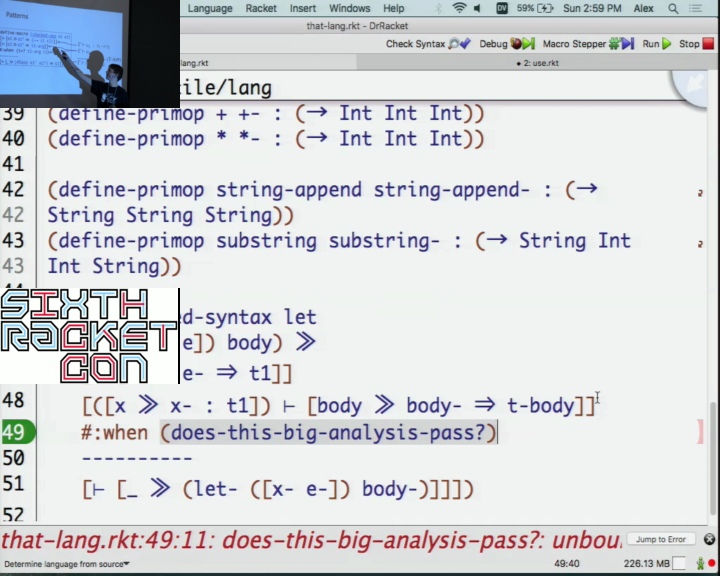 Patterns
Language Racket Insert Windows Help 59% Sun 2:59 PM Alex
that-lang.rkt - DrRacket
Check Syntax Debug Macro Stepper Run Stop
lang.rkt 2: use.rkt
ile/lang
39 (define-primop + +- : (→ Int Int Int))
40 (define-primop * *- : (→ Int Int Int))
41
42 (define-primop string-append string-append- : (→
42 String String String))
43 (define-primop substring substring- : (→ String Int
43 Int String))
44
SIXTH
RACKET
CON
ed-syntax let
e]) body) ≫
e- ⇒ t1]]
48 [([x ≫ x- : t1]) ⊢ [body ≫ body- ⇒ t-body]]
49 #:when (does-this-big-analysis-pass?)
50 ----------
51 [⊢ [_ ≫ (let- ([x- e-]) body-)]]])
52
that-lang.rkt:49:11: does-this-big-analysis-pass?: unbou
Jump to Error
Determine language from source 49:40 226.13 MB